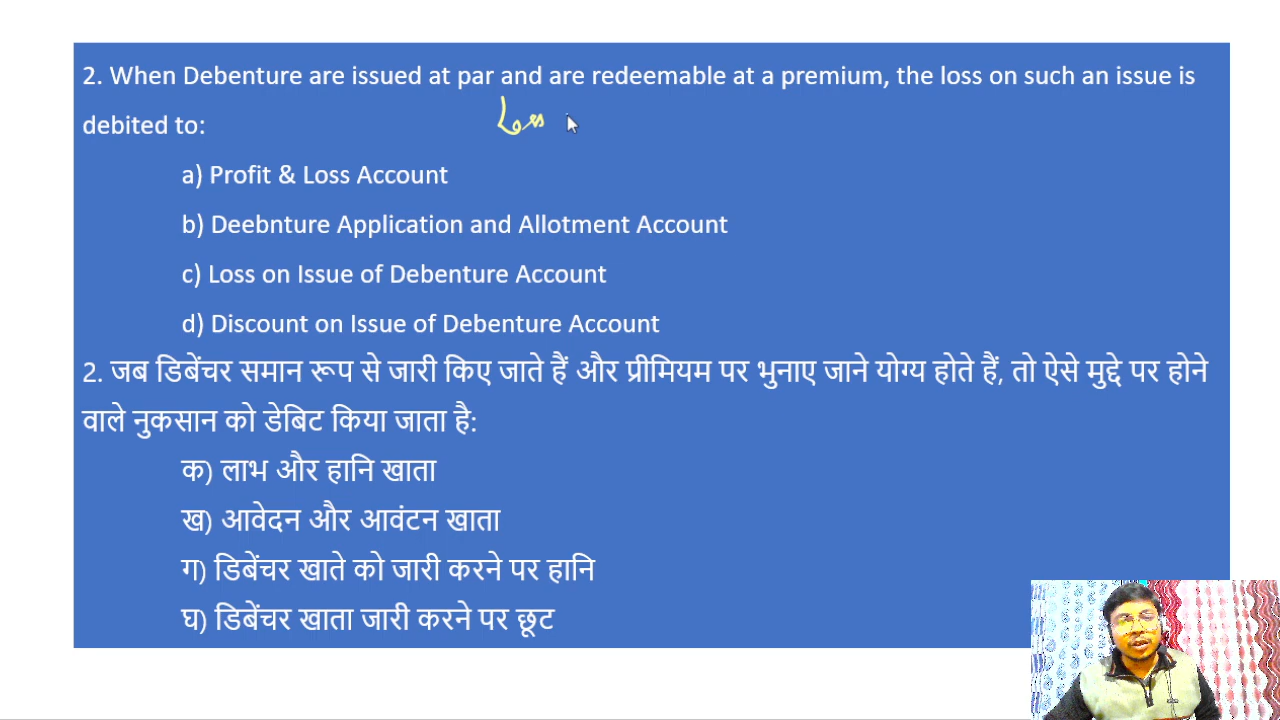 2. When Debenture are issued at par and are redeemable at a premium, the loss on such an issue is
debited to:
Loss
a) Profit & Loss Account
b) Deebnture Application and Allotment Account
c) Loss on Issue of Debenture Account
d) Discount on Issue of Debenture Account
2. जब डिबेंचर समान रूप से जारी किए जाते हैं और प्रीमियम पर भुनाए जाने योग्य होते हैं, तो ऐसे मुद्दे पर होने
वाले नुकसान को डेबिट किया जाता है:
क) लाभ और हानि खाता
ख) आवेदन और आवंटन खाता
ग) डिबेंचर खाते को जारी करने पर हानि
घ) डिबेंचर खाता जारी करने पर छूट